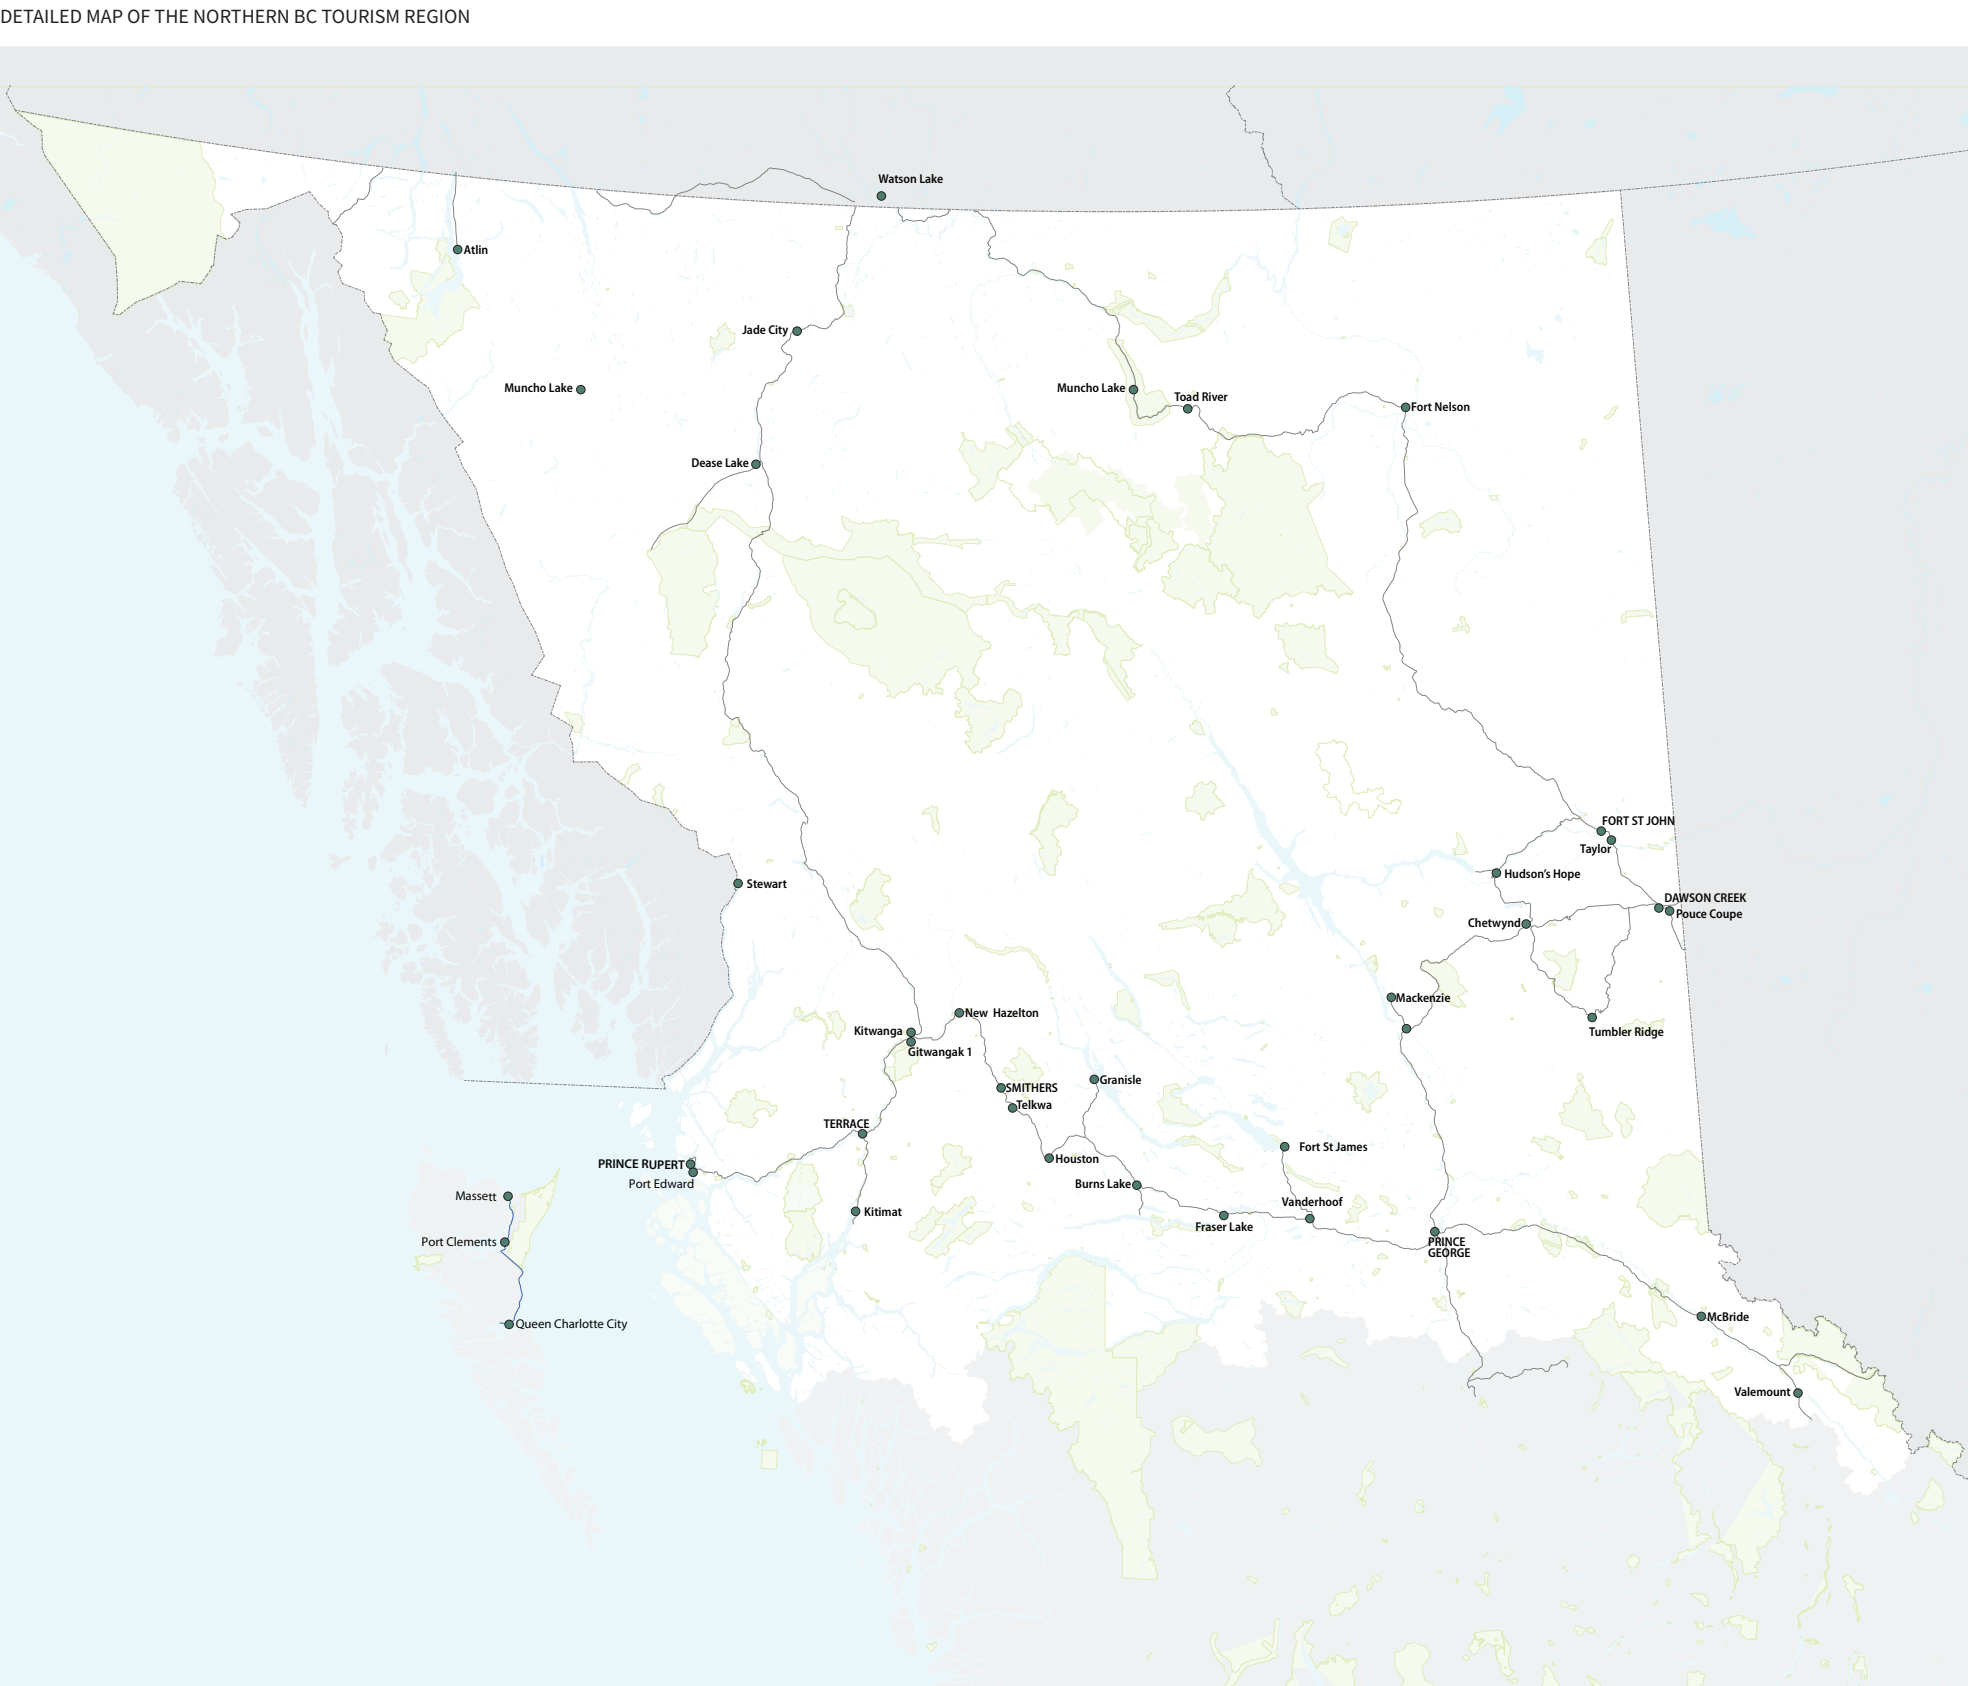 DETAILED MAP OF THE NORTHERN BC TOURISM REGION
Watson Lake
Atlin
Jade City
Muncho Lake
Muncho Lake
Toad River
Fort Nelson
Dease Lake
FORT ST JOHN
Taylor
Hudson's Hope
Stewart
DAWSON CREEK
Pouce Coupe
Chetwynd
Mackenzie
New Hazelton
Kitwanga
Tumbler Ridge
Gitwangak 1
Granisle
SMITHERS
Telkwa
TERRACE
Fort St James
Houston
PRINCE RUPERT
Port Edward
Burns Lake
Massett
Vanderhoof
Kitimat
Fraser Lake
Port Clements
PRINCE
GEORGE
McBride
Queen Charlotte City
Valemount